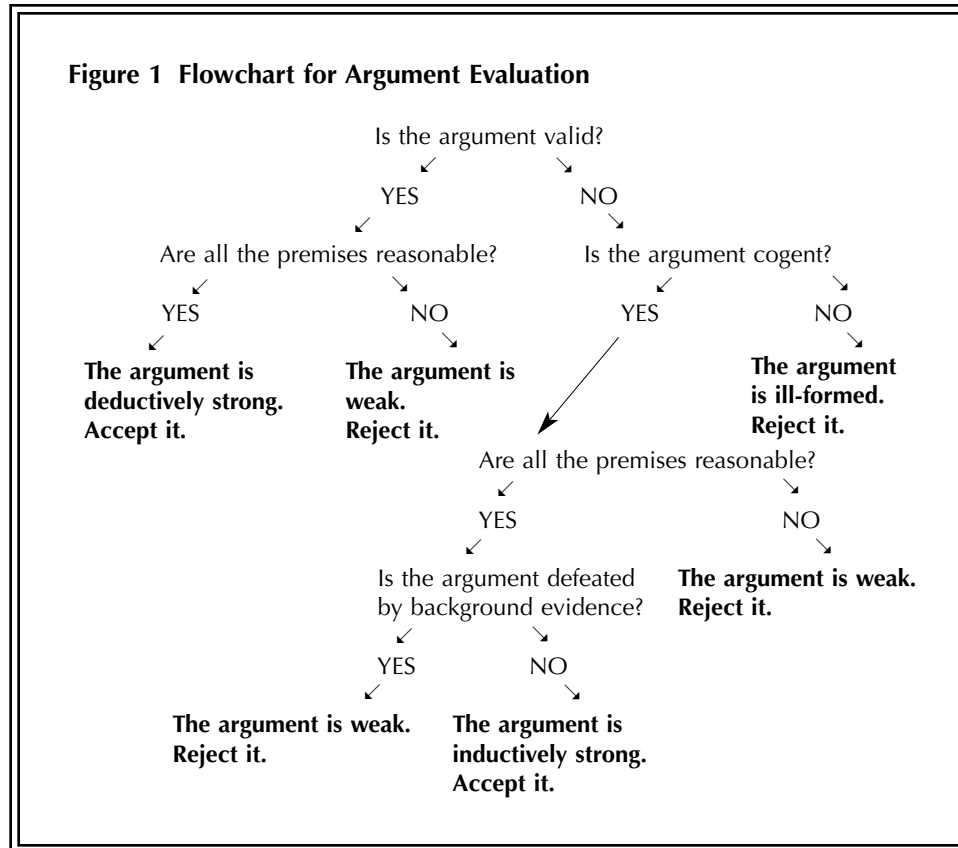 Figure 1 Flowchart for Argument Evaluation
Is the argument valid?
YES
NO
Are all the premises reasonable?
Is the argument cogent?
YES
NO
YES
NO
The argument is
deductively strong.
Accept it.
The argument is
weak.
Reject it.
The argument
is ill-formed.
Reject it.
Are all the premises reasonable?
YES
NO
Is the argument defeated
by background evidence?
The argument is weak.
Reject it.
YES
NO
The argument is weak.
Reject it.
The argument is
inductively strong.
Accept it.